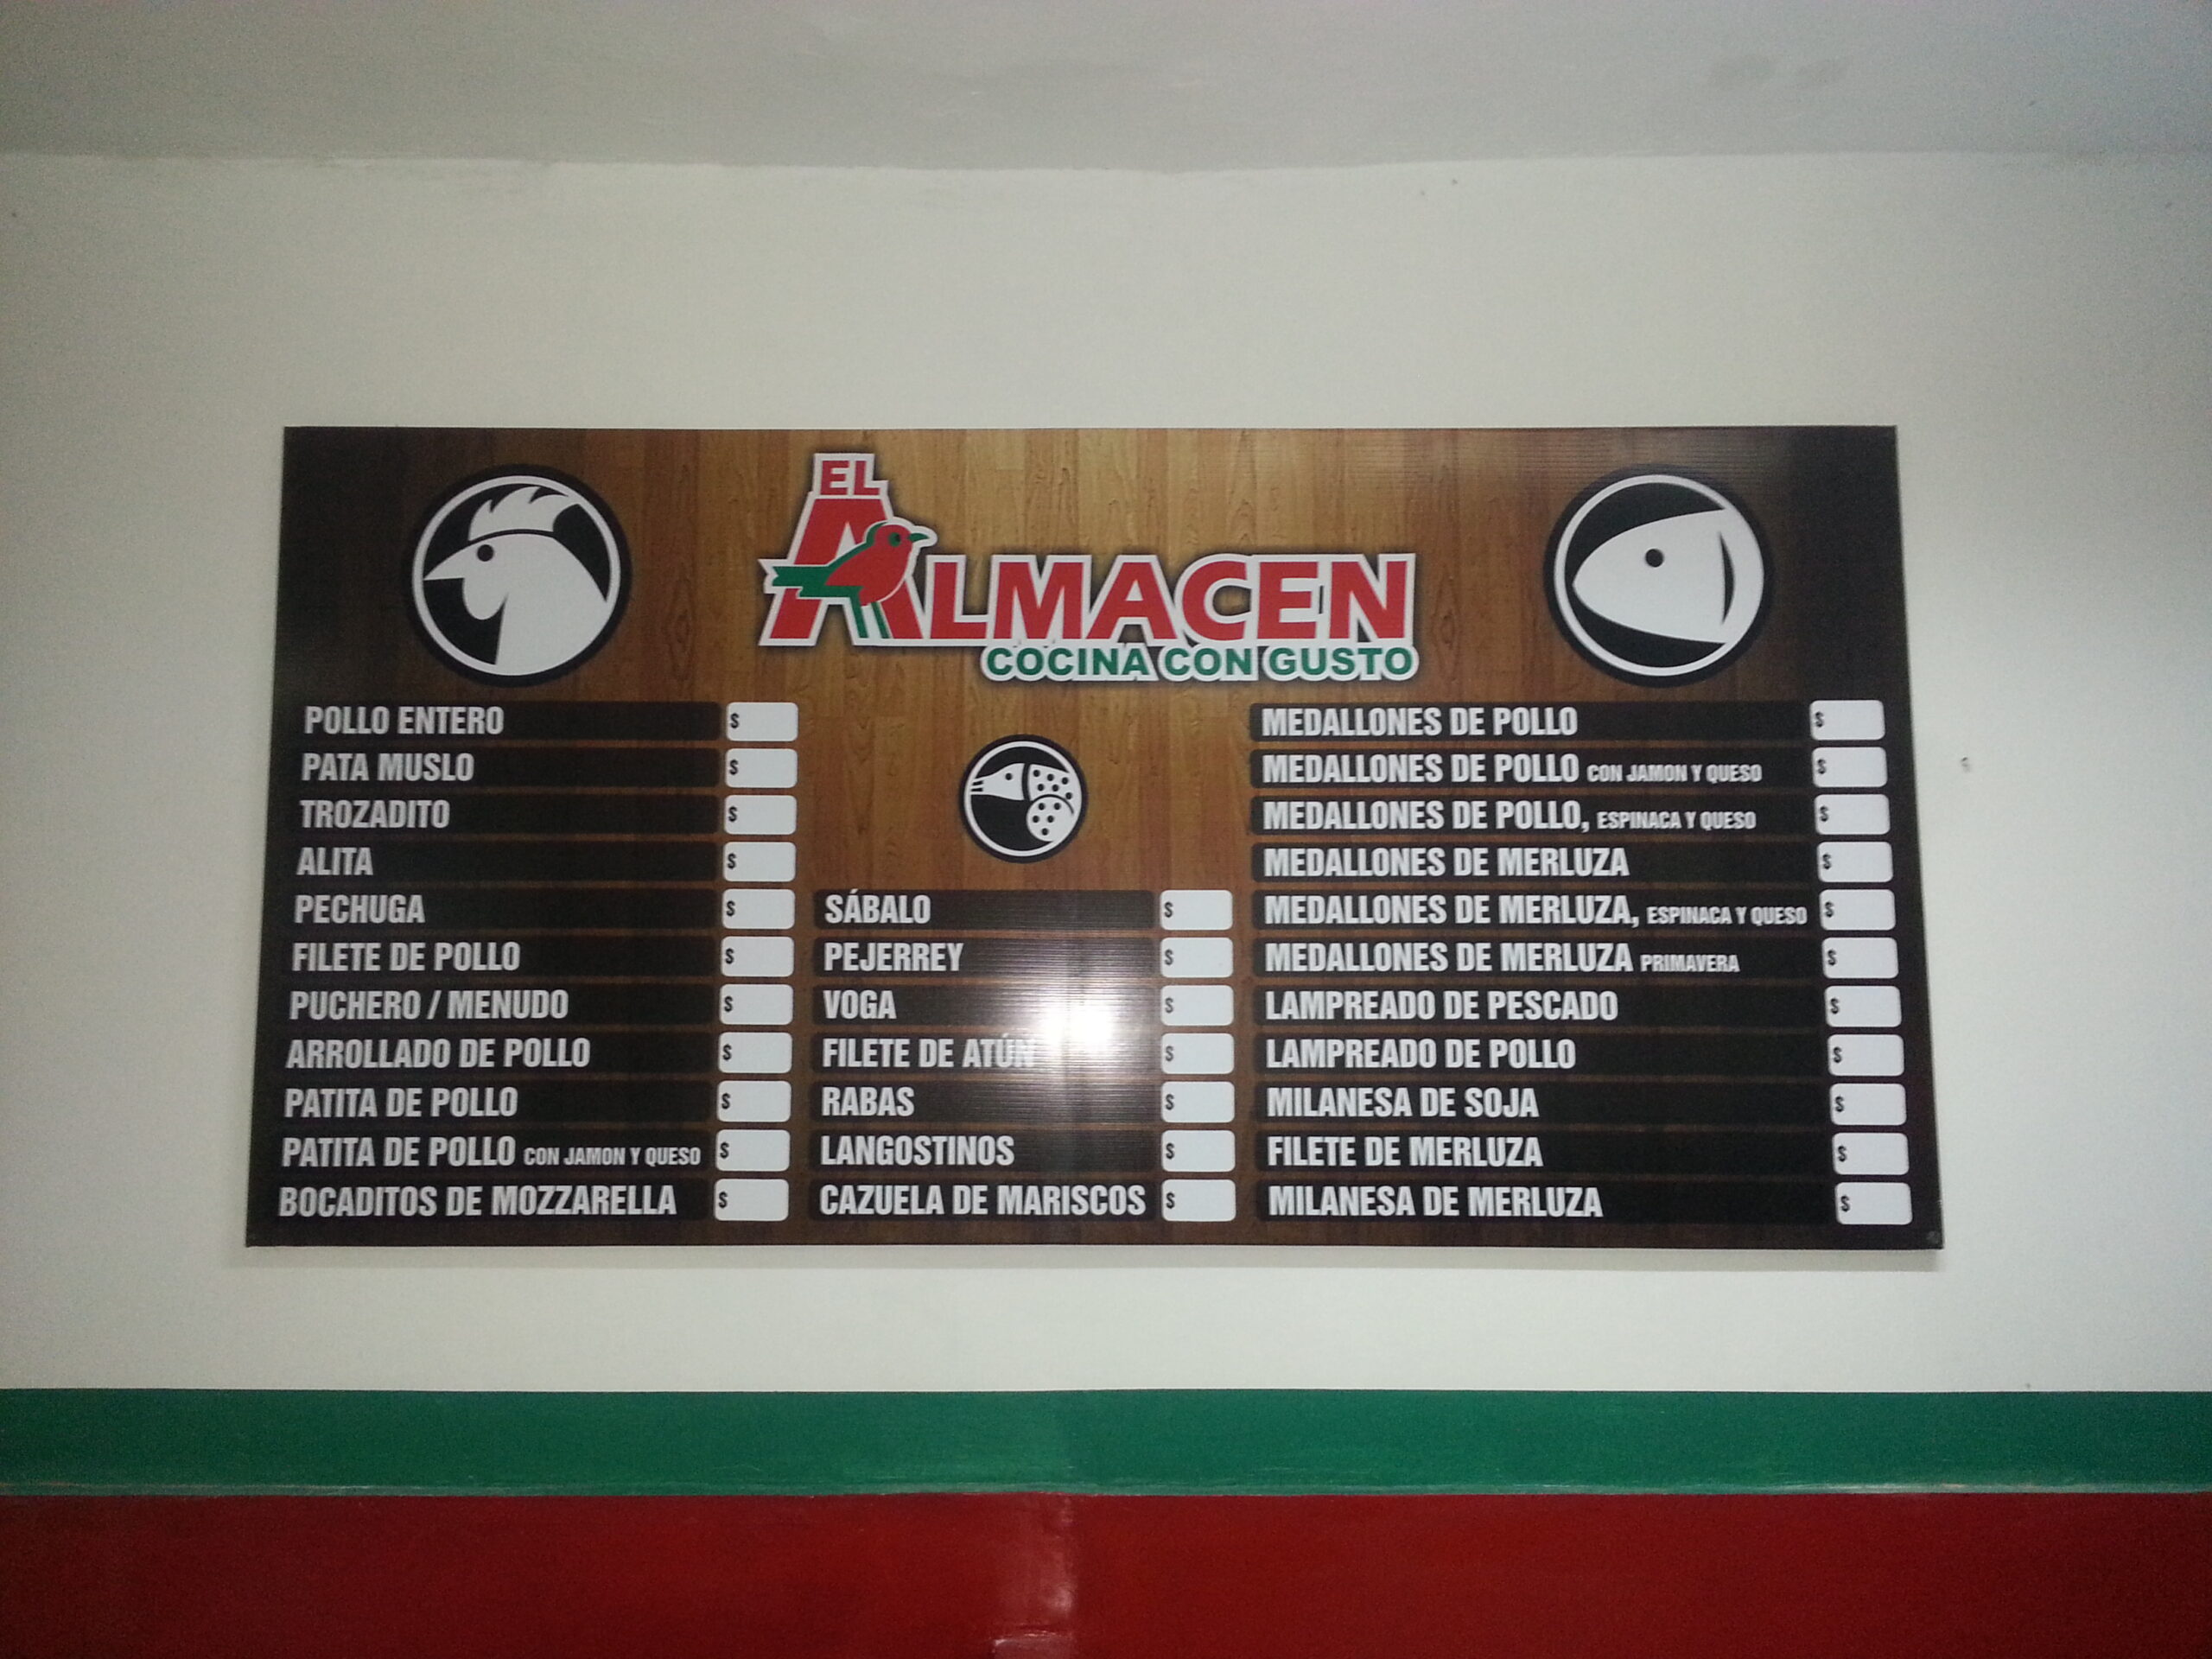 EL
ALMACEN
COCINA CON GUSTO
POLLO ENTERO $
PATA MUSLO $
TROZADITO $
ALITA $
PECHUGA $
FILETE DE POLLO $
PUCHERO / MENUDO $
ARROLLADO DE POLLO $
PATITA DE POLLO $
PATITA DE POLLO CON JAMON Y QUESO $
BOCADITOS DE MOZZARELLA $
SÁBALO $
PEJERREY $
VOGA $
FILETE DE ATÚN $
RABAS $
LANGOSTINOS $
CAZUELA DE MARISCOS $
MEDALLONES DE POLLO $
MEDALLONES DE POLLO CON JAMON Y QUESO $
MEDALLONES DE POLLO, ESPINACA Y QUESO $
MEDALLONES DE MERLUZA $
MEDALLONES DE MERLUZA, ESPINACA Y QUESO $
MEDALLONES DE MERLUZA PRIMAVERA $
LAMPREADO DE PESCADO $
LAMPREADO DE POLLO $
MILANESA DE SOJA $
FILETE DE MERLUZA $
MILANESA DE MERLUZA $